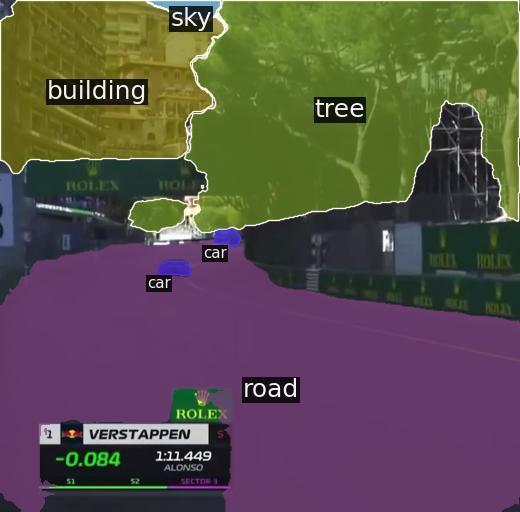 sky
building
tree
ROLEX
ROLEX
ROLEX
car
car
road
ROLEX
1 VERSTAPPEN S
-0.084 1:11.449
ALONSO
S1 S2 SECTOR 3